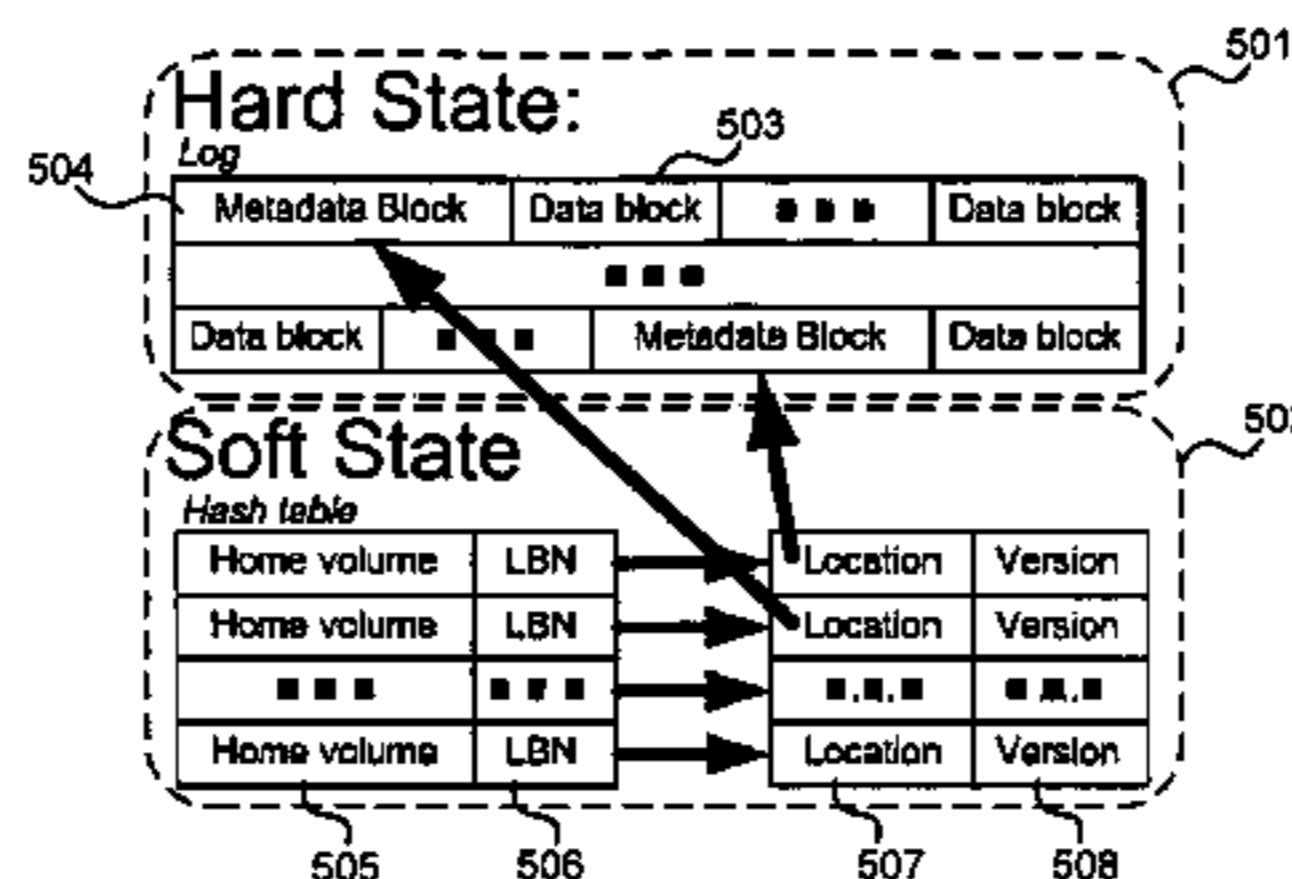 501
Hard State:
Log
503
504
Metadata Block Data block ■ ■ ■ Data block
■ ■ ■
Data block ■ ■ ■ Metadata Block Data block
Soft State
Hash table
Home volume LBN Location Version
Home volume LBN Location Version
■ ■ ■ ■ ■ ■ ■ ■ ■ ■ ■ ■
Home volume LBN Location Version
505 506 507 508